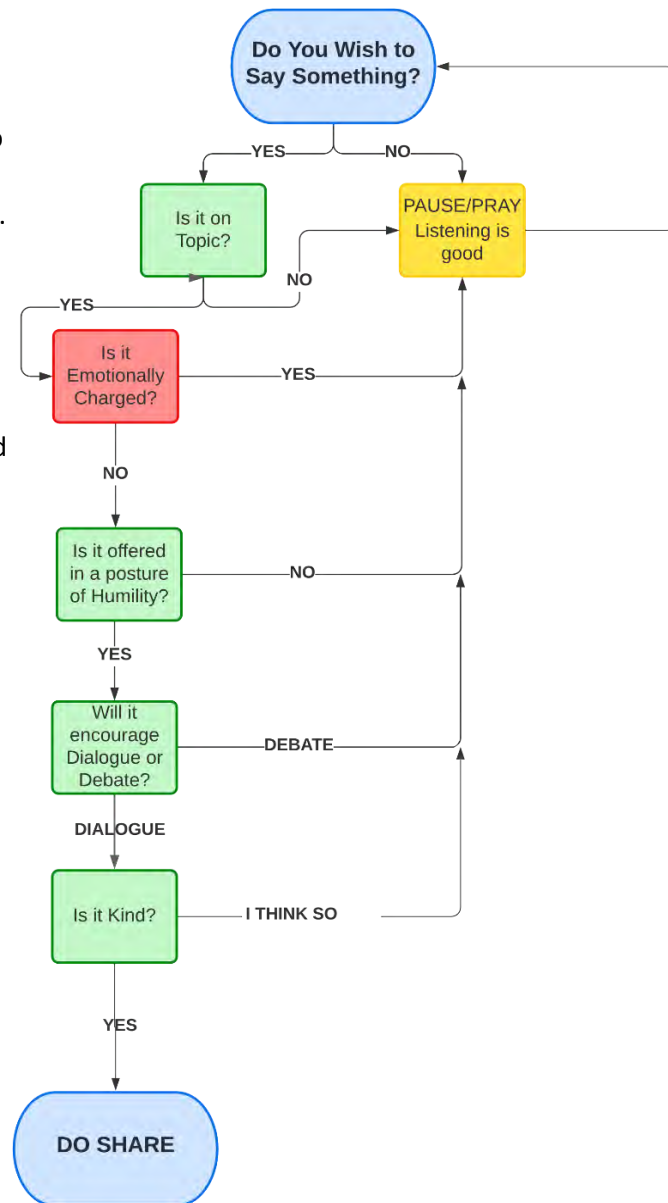 Do You Wish to
Say Something?
YES
NO
Is it on
Topic?
PAUSE/PRAY
Listening is
good
NO
YES
Is it
Emotionally
Charged?
YES
NO
Is it offered
in a posture
of Humility?
NO
YES
Will it
encourage
Dialogue or
Debate?
DEBATE
DIALOGUE
Is it Kind?
I THINK SO
YES
DO SHARE